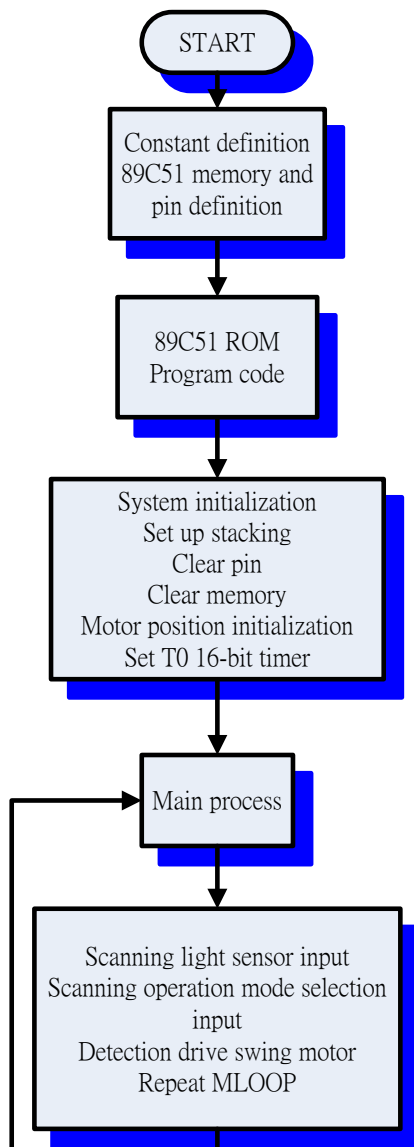 START
Constant definition
89C51 memory and
pin definition
89C51 ROM
Program code
System initialization
Set up stacking
Clear pin
Clear memory
Motor position initialization
Set T0 16-bit timer
Main process
Scanning light sensor input
Scanning operation mode selection
input
Detection drive swing motor
Repeat MLOOP